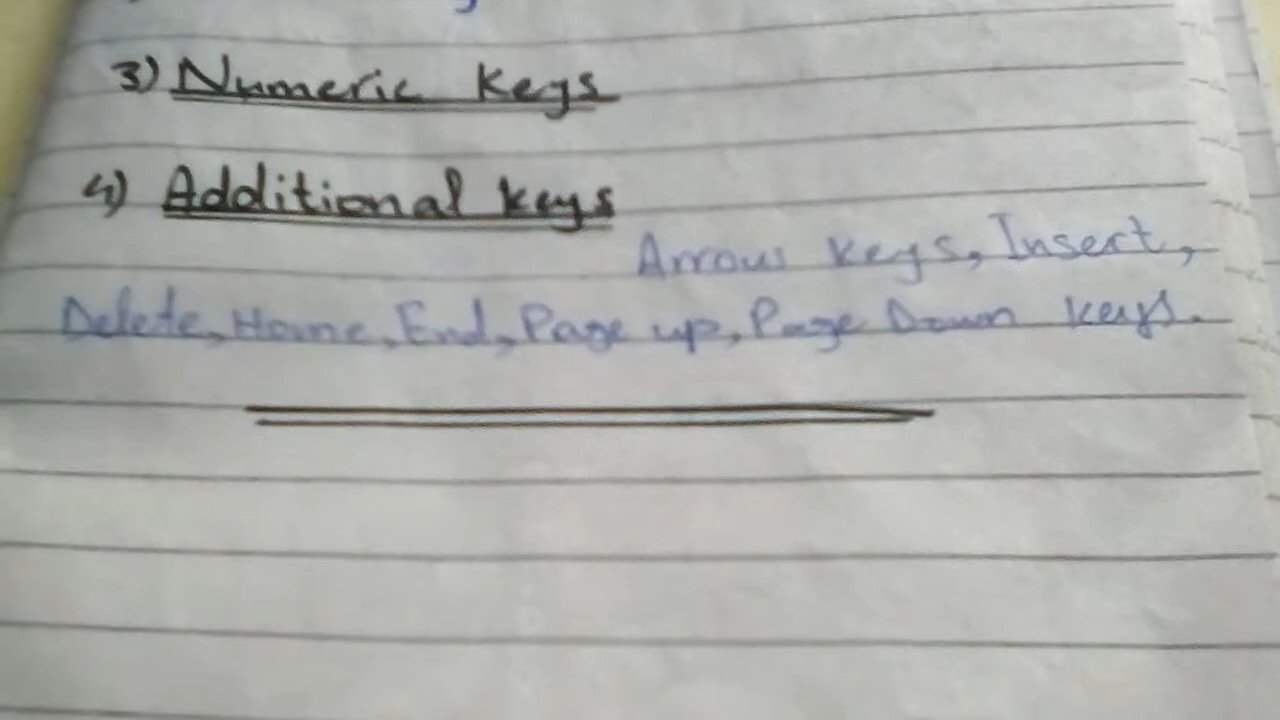 3) Numeric Keys
4) Additional keys
Arrow keys, Insert,
Delete, Home, End, Page up, Page Down keys.